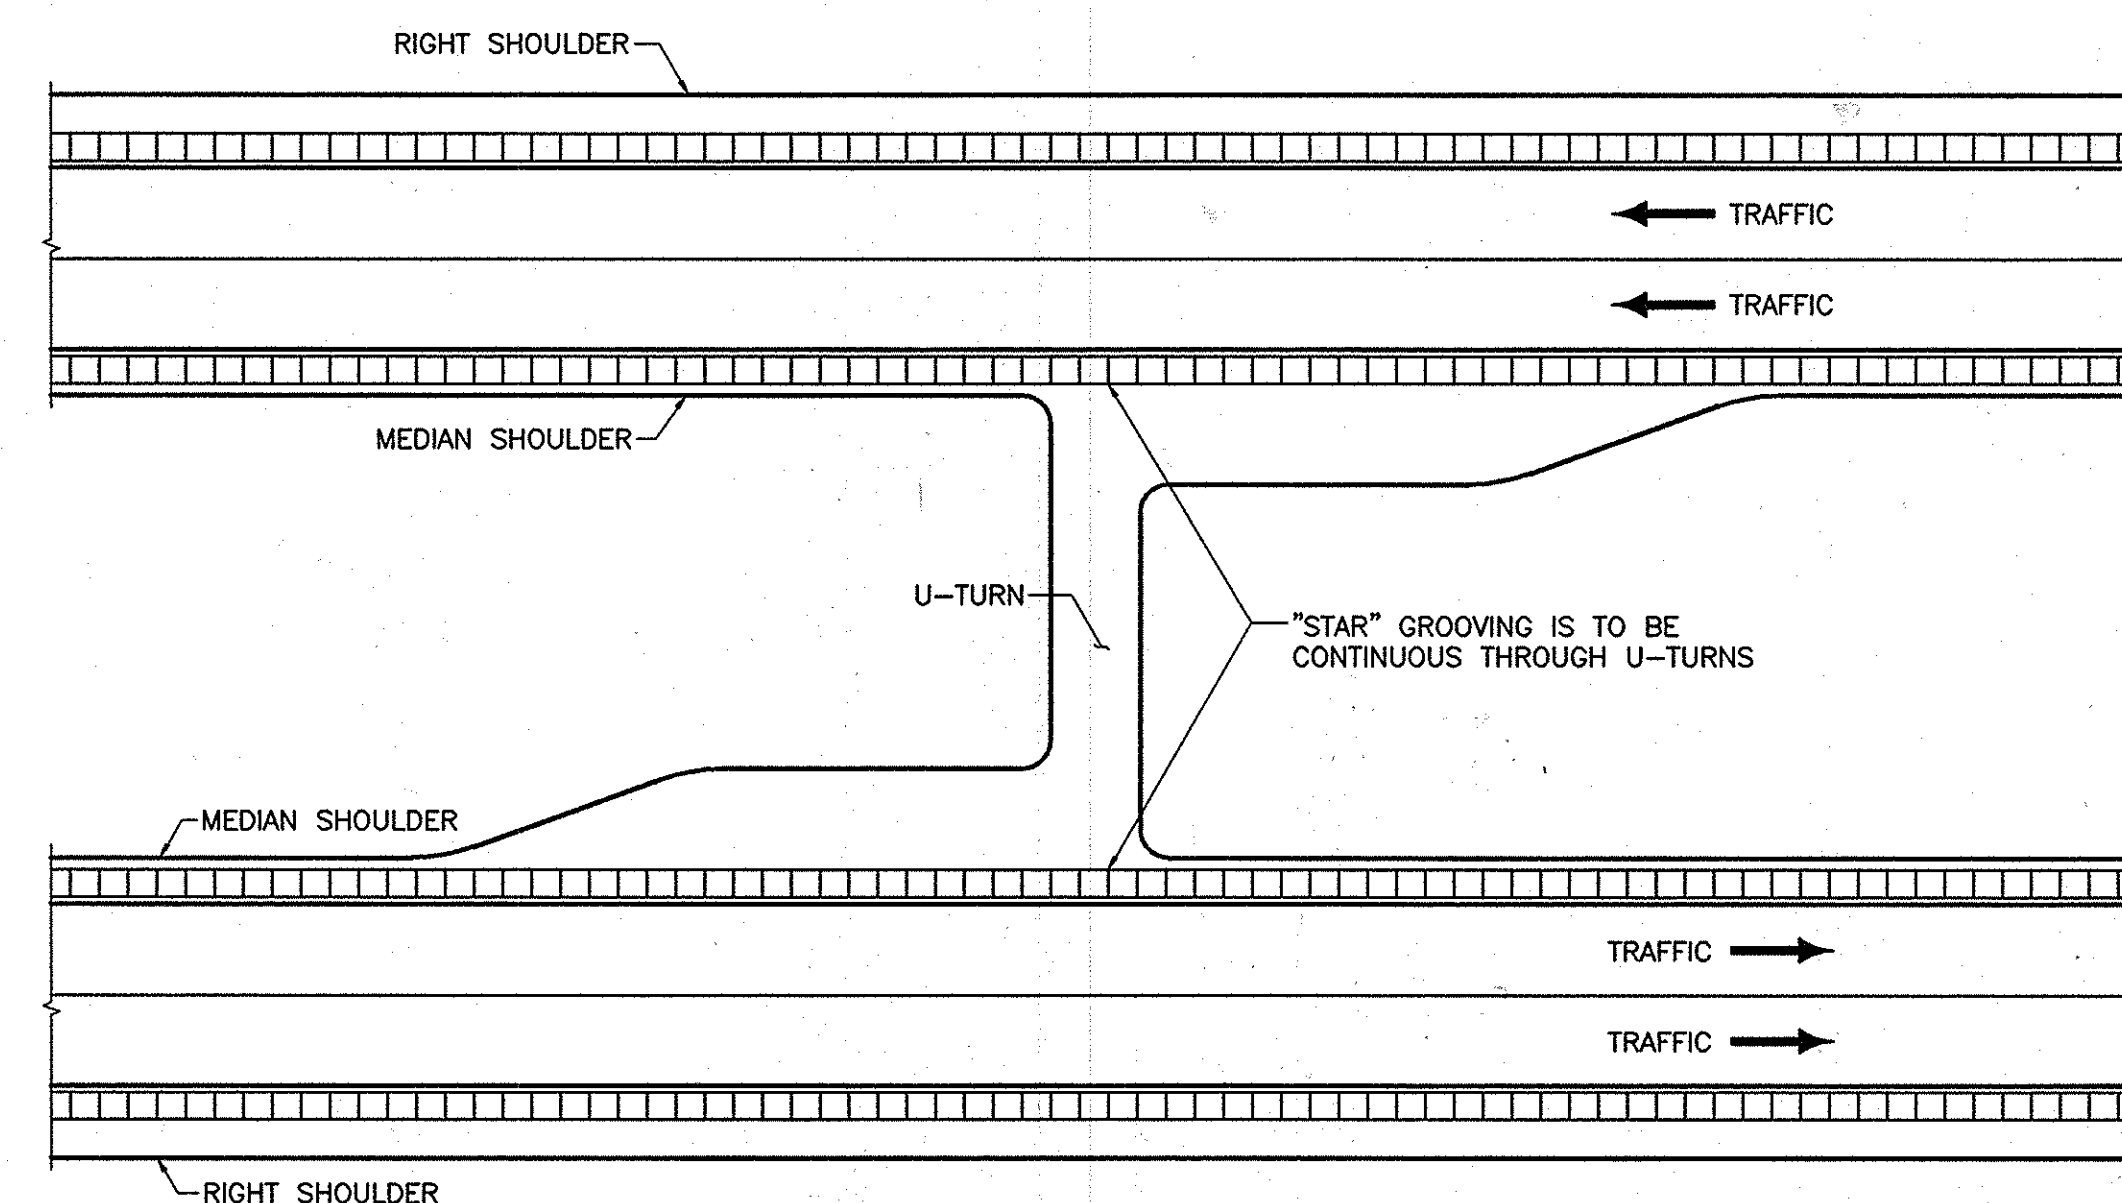 RIGHT SHOULDER
TRAFFIC
TRAFFIC
MEDIAN SHOULDER
U-TURN
"STAR" GROOVING IS TO BE
CONTINUOUS THROUGH U-TURNS
MEDIAN SHOULDER
TRAFFIC
TRAFFIC
RIGHT SHOULDER